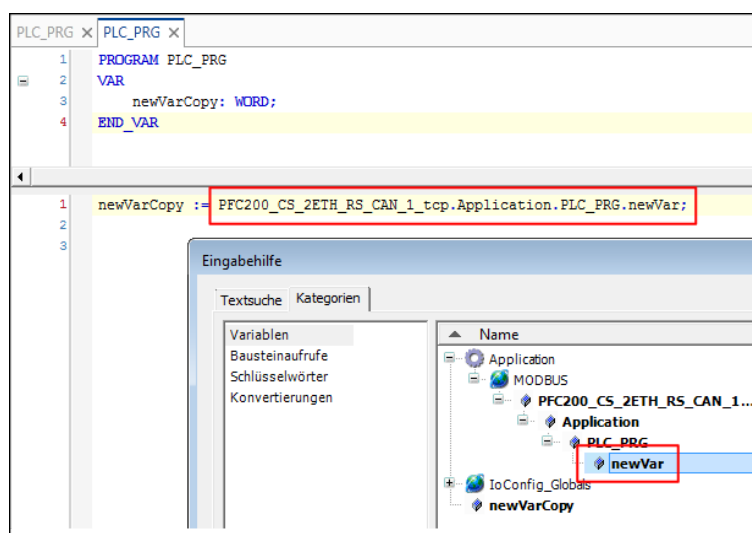 PLC_PRG PLC_PRG
1 PROGRAM PLC_PRG
2 VAR
3 newVarCopy: WORD;
4 END_VAR
1 newVarCopy := PFC200_CS_2ETH_RS_CAN_1_tcp.Application.PLC_PRG.newVar;
2
3
Eingabehilfe
Textsuche Kategorien
Variablen
Bausteinaufrufe
Schlüsselwörter
Konvertierungen
Name
Application
MODBUS
PFC200_CS_2ETH_RS_CAN_1...
Application
PLC_PRG
newVar
IoConfig_Globals
newVarCopy